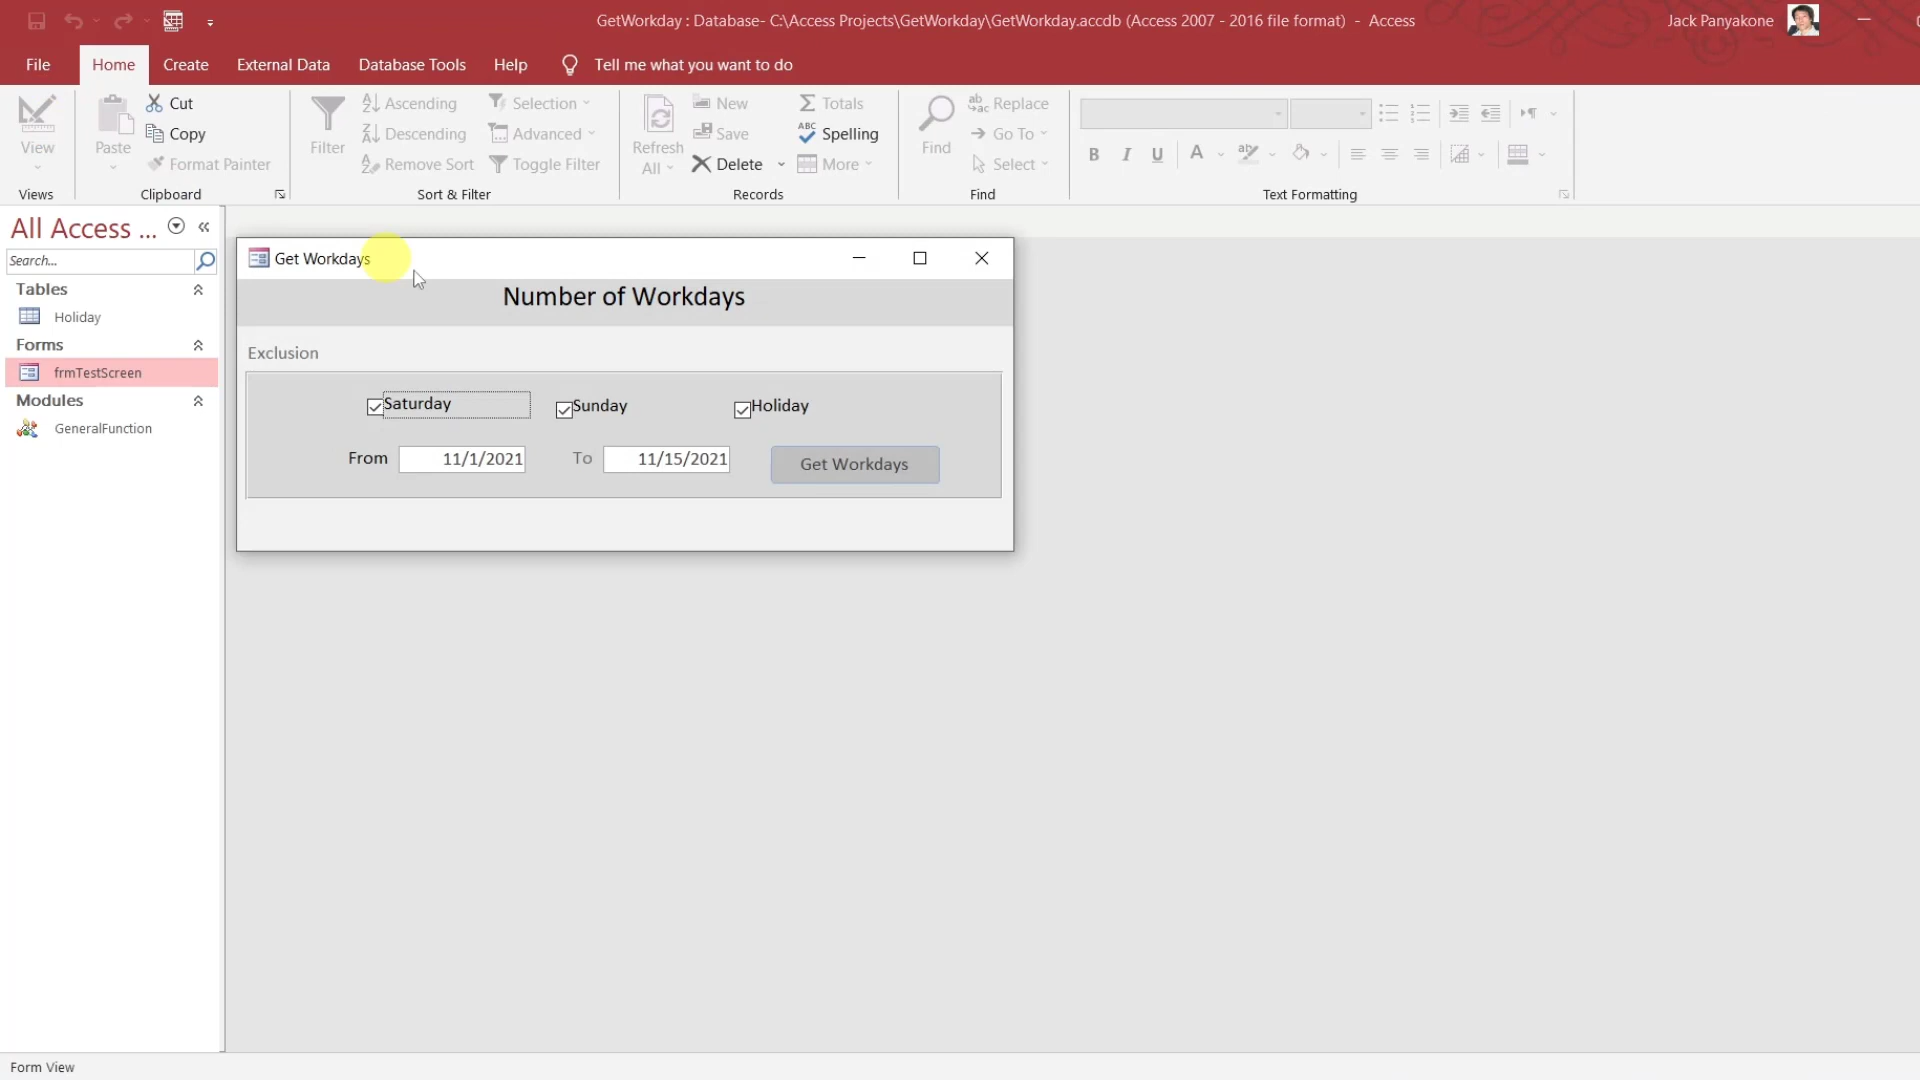 GetWorkday : Database- C:\Access Projects\GetWorkday\GetWorkday.accdb (Access 2007 - 2016 file format) - Access
Jack Panyakone
File Home Create External Data Database Tools Help Tell me what you want to do
View
Views
Paste
Cut
Copy
Format Painter
Clipboard
Filter
Ascending
Descending
Remove Sort
Selection
Advanced
Toggle Filter
Sort & Filter
Refresh
All
New
Save
Delete
Totals
Spelling
More
Records
Find
Replace
Go To
Select
Find
B I U A
Text Formatting
All Access ...
Search...
Tables
Holiday
Forms
frmTestScreen
Modules
GeneralFunction
Get Workdays
Number of Workdays
Exclusion
Saturday Sunday Holiday
From 11/1/2021 To 11/15/2021 Get Workdays
Form View